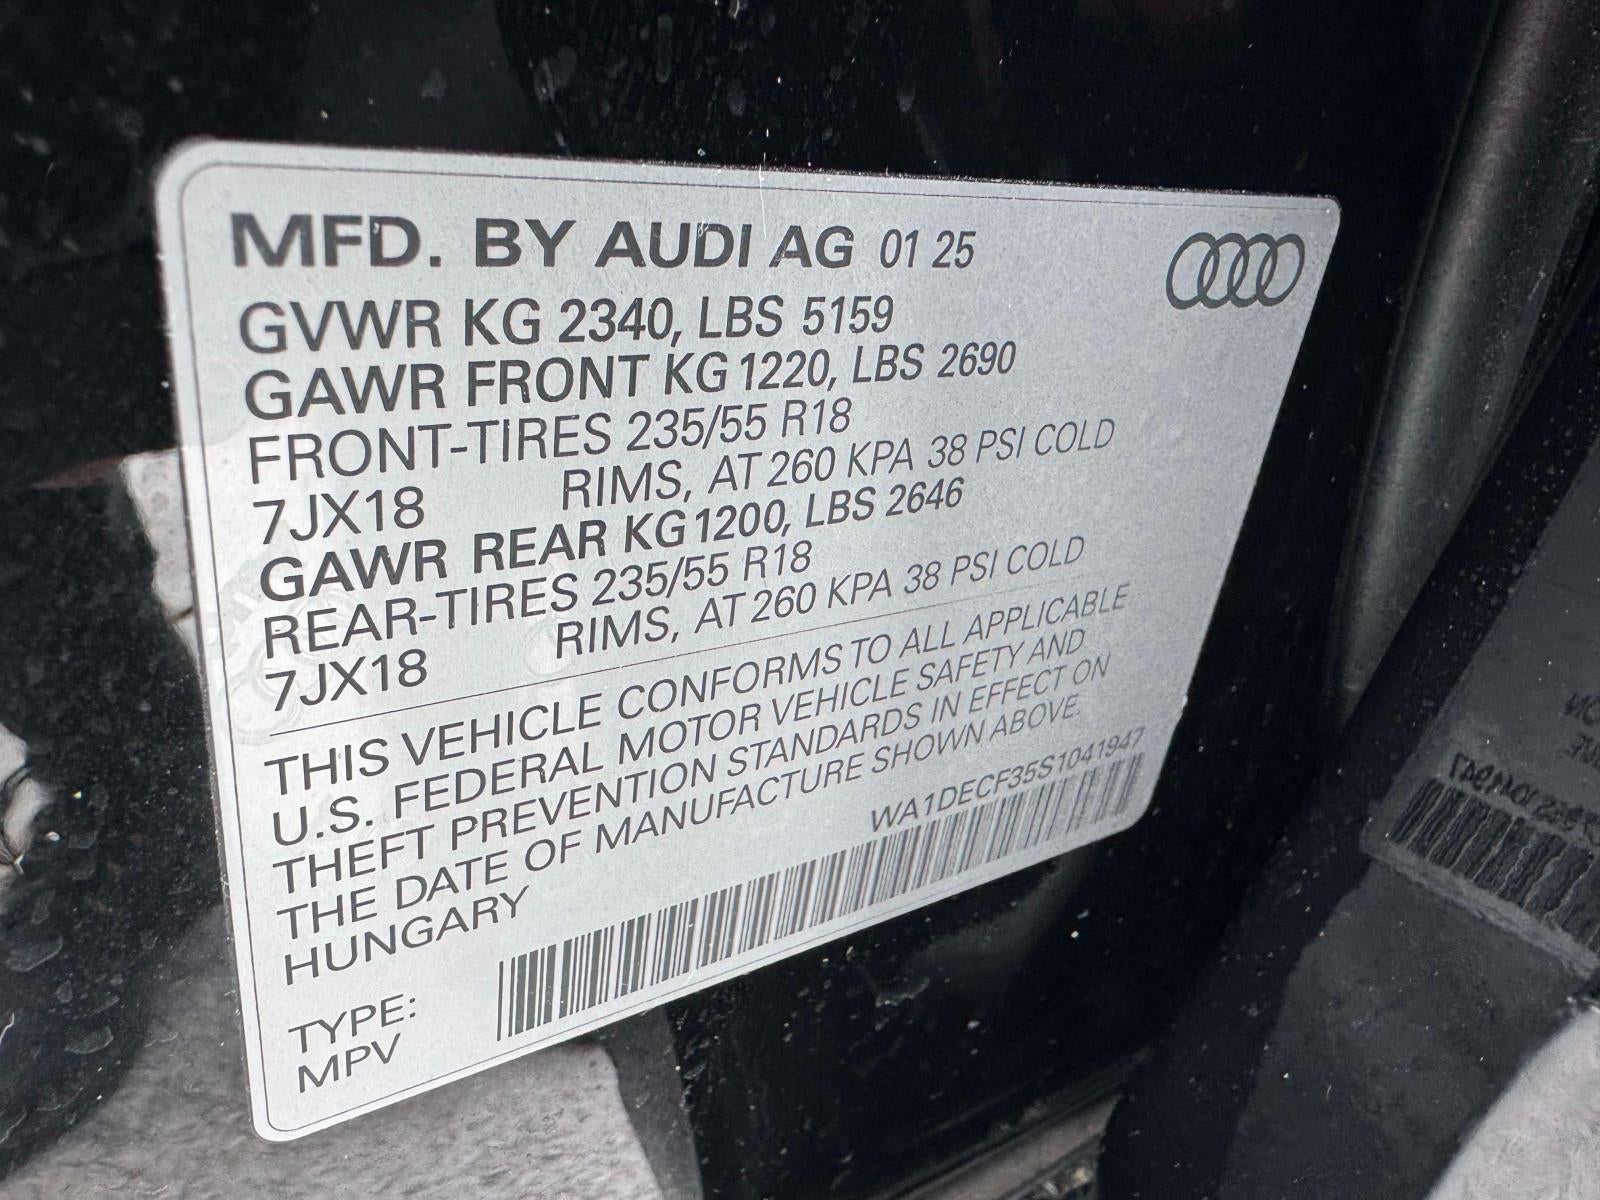 MFD. BY AUDI AG 01 25
GVWR KG 2340, LBS 5159
GAWR FRONT KG 1220, LBS 2690
FRONT-TIRES 235/55 R18
7JX18 RIMS, AT 260 KPA 38 PSI COLD
GAWR REAR KG 1200, LBS 2646
REAR-TIRES 235/55 R18
7JX18 RIMS, AT 260 KPA 38 PSI COLD
THIS VEHICLE CONFORMS TO ALL APPLICABLE
U.S. FEDERAL MOTOR VEHICLE SAFETY AND
THEFT PREVENTION STANDARDS IN EFFECT ON
THE DATE OF MANUFACTURE SHOWN ABOVE.
HUNGARY
WA1DECF35S1041947
TYPE:
MPV